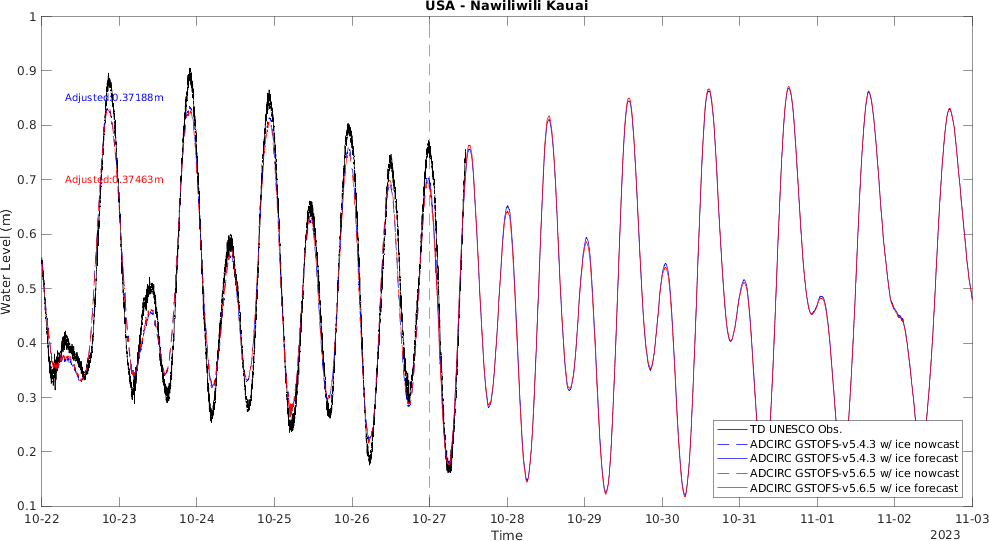 USA - Nawiliwili Kauai
1
0.9
0.8
0.7
0.6
0.5
0.4
0.3
0.2
0.1
Water Level (m)
Adjusted:0.37188m
Adjusted:0.37463m
TD UNESCO Obs.
ADCIRC GSTOFS-v5.4.3 w/ ice nowcast
ADCIRC GSTOFS-v5.4.3 w/ ice forecast
ADCIRC GSTOFS-v5.6.5 w/ ice nowcast
ADCIRC GSTOFS-v5.6.5 w/ ice forecast
10-22 10-23 10-24 10-25 10-26 10-27 10-28 10-29 10-30 10-31 11-01 11-02 11-03
Time
2023